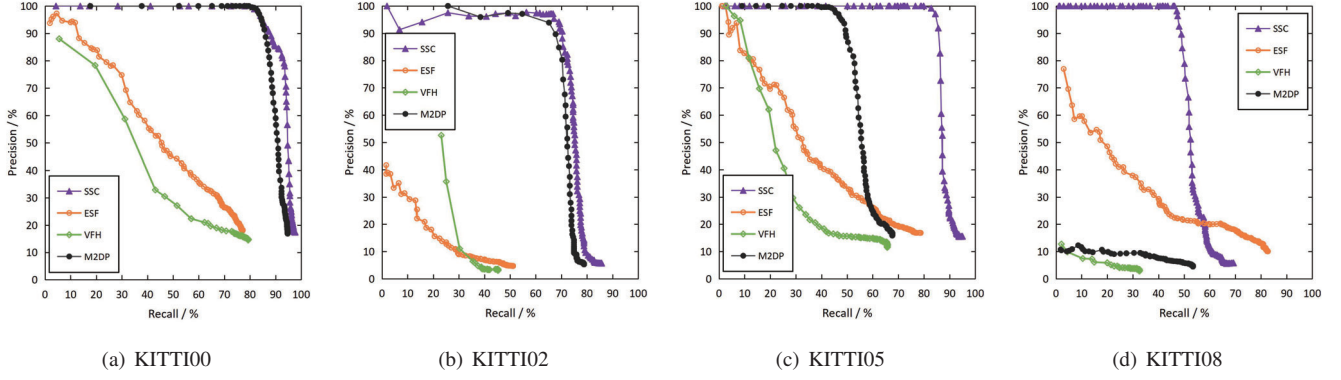 100
90
80
70
60
50
40
30
20
10
0
Precision / %
SSC
ESF
VFH
M2DP
0 10 20 30 40 50 60 70 80 90 100
Recall / %
(a) KITTI00
100
90
80
70
60
50
40
30
20
10
0
Precision / %
SSC
ESF
VFH
M2DP
0 10 20 30 40 50 60 70 80 90 100
Recall / %
(b) KITTI02
100
90
80
70
60
50
40
30
20
10
0
Precision / %
SSC
ESF
VFH
M2DP
0 10 20 30 40 50 60 70 80 90 100
Recall / %
(c) KITTI05
100
90
80
70
60
50
40
30
20
10
0
Precision / %
SSC
ESF
VFH
M2DP
0 10 20 30 40 50 60 70 80 90 100
Recall / %
(d) KITTI08